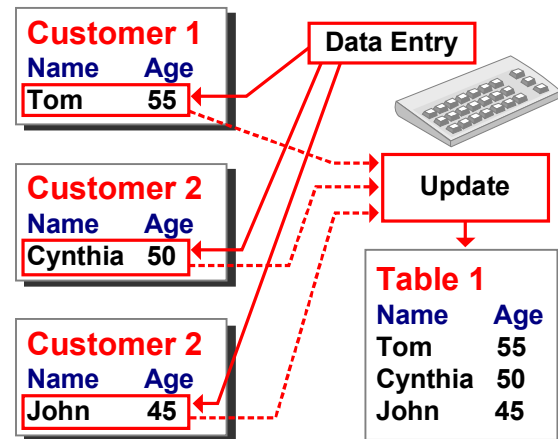 Customer 1
Name Age
Tom 55
Data Entry
Customer 2
Name Age
Cynthia 50
Update
Customer 2
Name Age
John 45
Table 1
Name Age
Tom 55
Cynthia 50
John 45